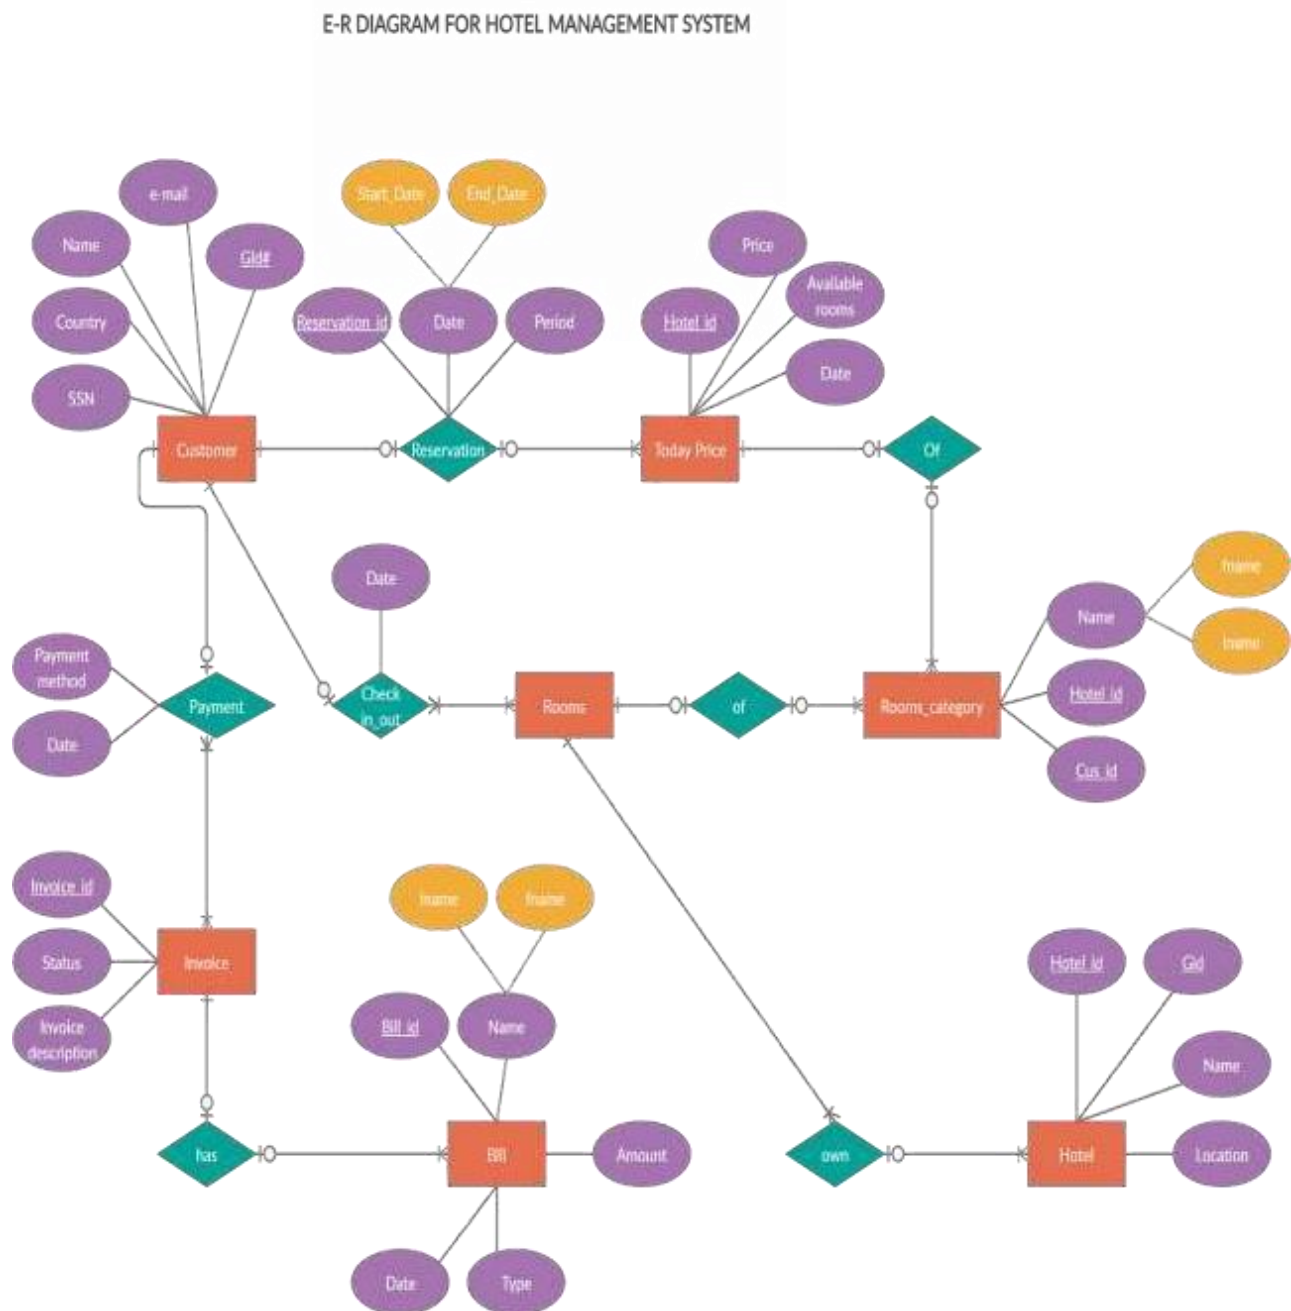 E-R DIAGRAM FOR HOTEL MANAGEMENT SYSTEM
e-mail
Start_Date
End_Date
Name
GId#
Price
Available
rooms
Country
Reservation_id
Date
Period
Hotel_id
Date
SSN
Customer
Reservation
Today Price
Of
Date
fname
Name
lname
Payment
method
Hotel_id
Payment
Check
in_out
Rooms
of
Rooms_category
Date
Cus_id
Invoice_id
lname
fname
Status
Invoice
Hotel_id
Gid
Invoice
description
Bill_id
Name
Name
has
Bill
Amount
own
Hotel
Location
Date
Type